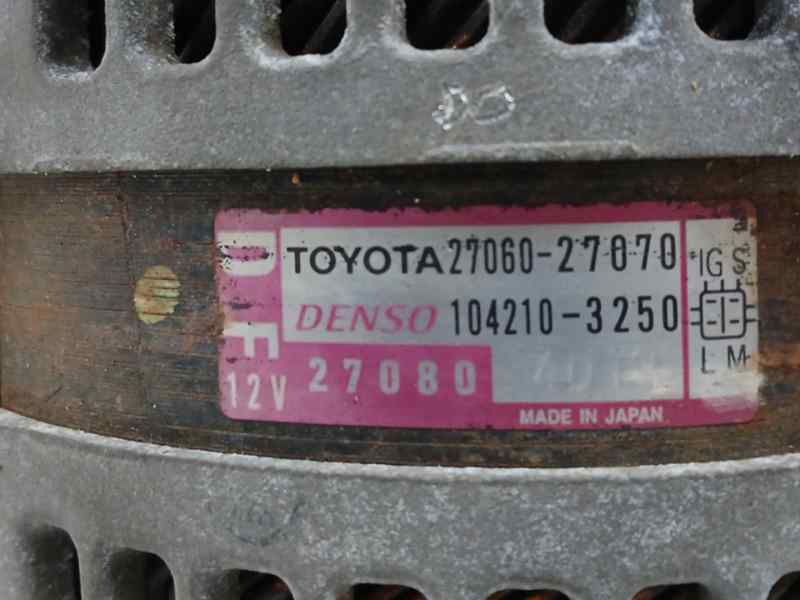 D F
TOYOTA 27060-27070
DENSO 104210-3250
12V 27080
IG S
L M
MADE IN JAPAN